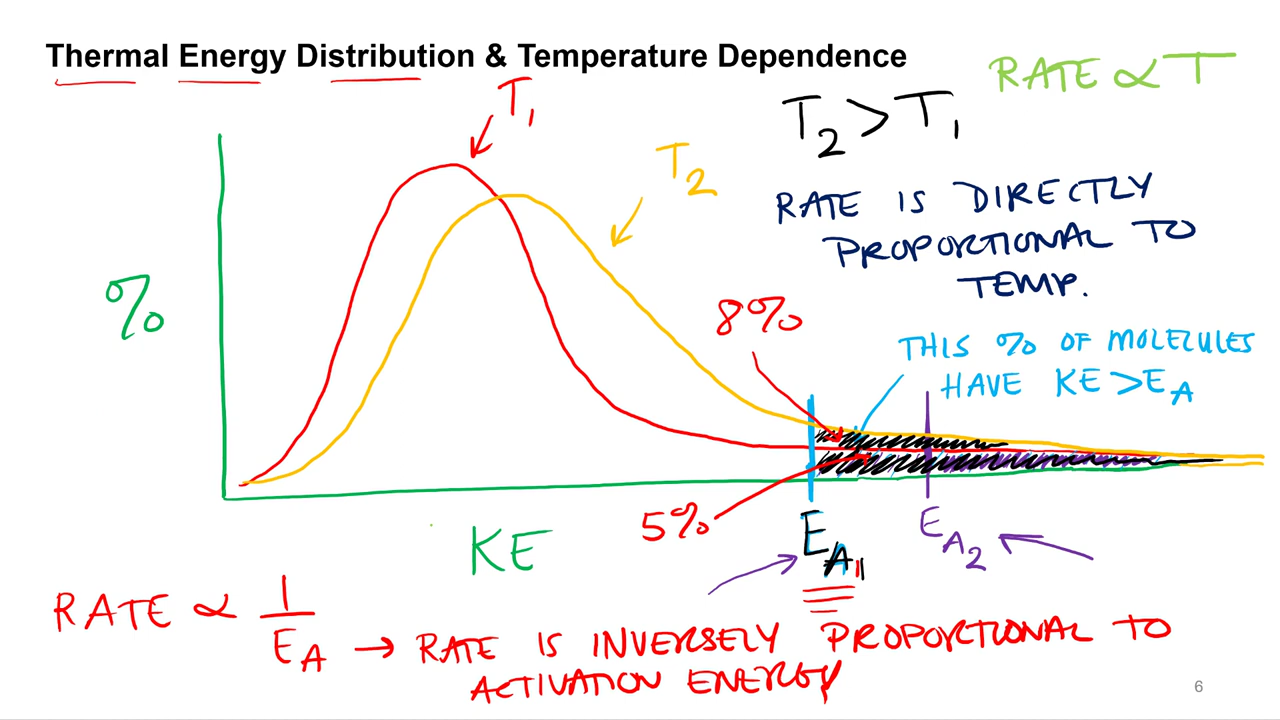 Thermal Energy Distribution & Temperature Dependence
RATE ∝ T
T1
T2 > T1
T2
RATE IS DIRECTLY
PROPORTIONAL TO
TEMP.
%
8%
THIS % OF MOLECULES
HAVE KE > EA
5%
KE
EA1
EA2
RATE ∝ 1/EA → RATE IS INVERSELY PROPORTIONAL TO
ACTIVATION ENERGY
6